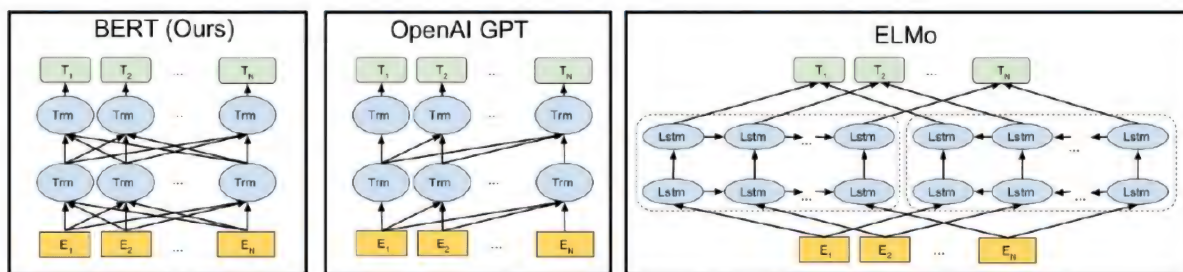 BERT (Ours)
T1 T2 ... TN
Trm Trm ... Trm
Trm Trm ... Trm
E1 E2 ... EN
OpenAI GPT
T1 T2 ... TN
Trm Trm ... Trm
Trm Trm ... Trm
E1 E2 ... EN
ELMo
T1 T2 ... TN
Lstm Lstm ... Lstm Lstm Lstm ... Lstm
Lstm Lstm ... Lstm Lstm Lstm ... Lstm
E1 E2 ... EN